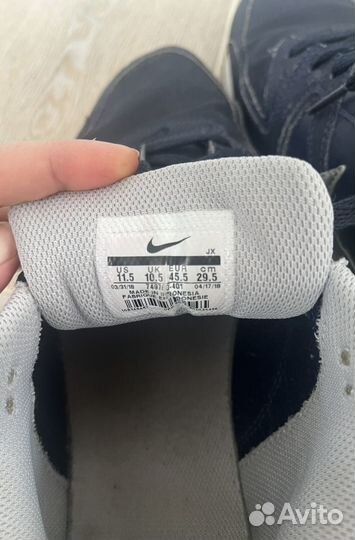 JX
US UK EUR cm
11.5 10.5 45.5 29.5
03/31/18 04/17/18
MADE IN INDONESIA
FABRIQUE EN INDONESIE
Avito